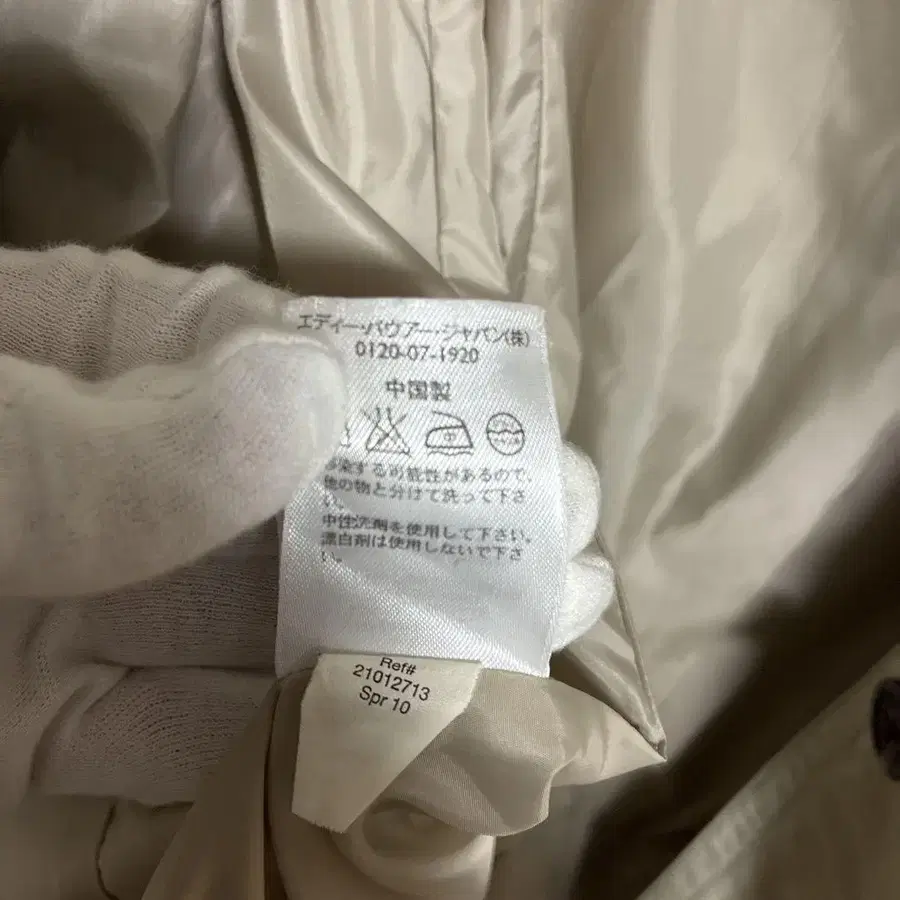 エディー・バウアー・ジャパン(株)
0120-07-1920
中国製
染する可能性があるので、
他の物と分けて洗って下さ
い。
中性洗剤を使用して下さい。
漂白剤は使用しないで下さ
い。
Ref#
21012713
Spr 10